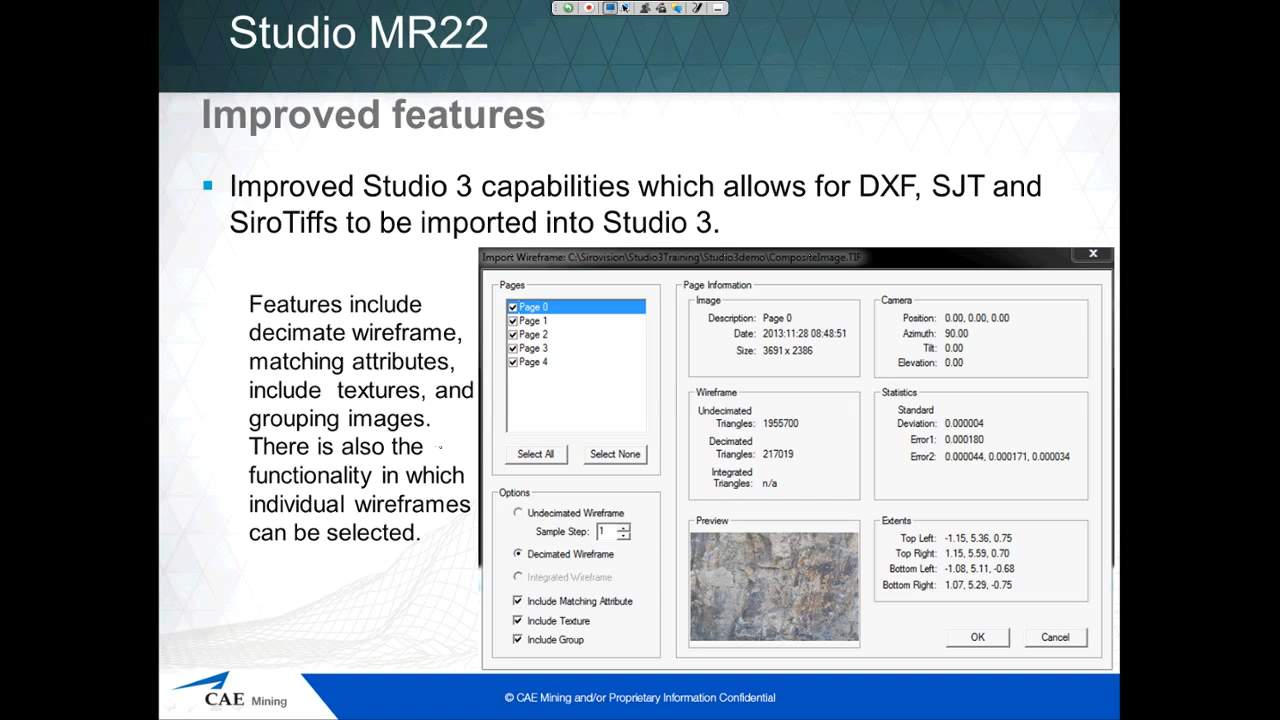 Studio MR22
Improved features
Improved Studio 3 capabilities which allows for DXF, SJT and
SiroTiffs to be imported into Studio 3.
Features include
decimate wireframe,
matching attributes,
include textures, and
grouping images.
There is also the
functionality in which
individual wireframes
can be selected.
Import Wireframe: C:\Sirovision\Studio3Training\Studio3demo\CompositeImage.TIF
Pages
Page 0
Page 1
Page 2
Page 3
Page 4
Select All
Select None
Options
Undecimated Wireframe
Sample Step: 1
Decimated Wireframe
Integrated Wireframe
Include Matching Attribute
Include Texture
Include Group
Page Information
Image
Description: Page 0
Date: 2013:11:28 08:48:51
Size: 3691 x 2386
Camera
Position: 0.00, 0.00, 0.00
Azimuth: 90.00
Tilt: 0.00
Elevation: 0.00
Wireframe
Undecimated
Triangles: 1955700
Decimated
Triangles: 217019
Integrated
Triangles: n/a
Statistics
Standard
Deviation: 0.000004
Error1: 0.000180
Error2: 0.000044, 0.000171, 0.000034
Preview
Extents
Top Left: -1.15, 5.36, 0.75
Top Right: 1.15, 5.59, 0.70
Bottom Left: -1.08, 5.11, -0.68
Bottom Right: 1.07, 5.29, -0.75
OK
Cancel
CAE Mining
© CAE Mining and/or Proprietary Information Confidential